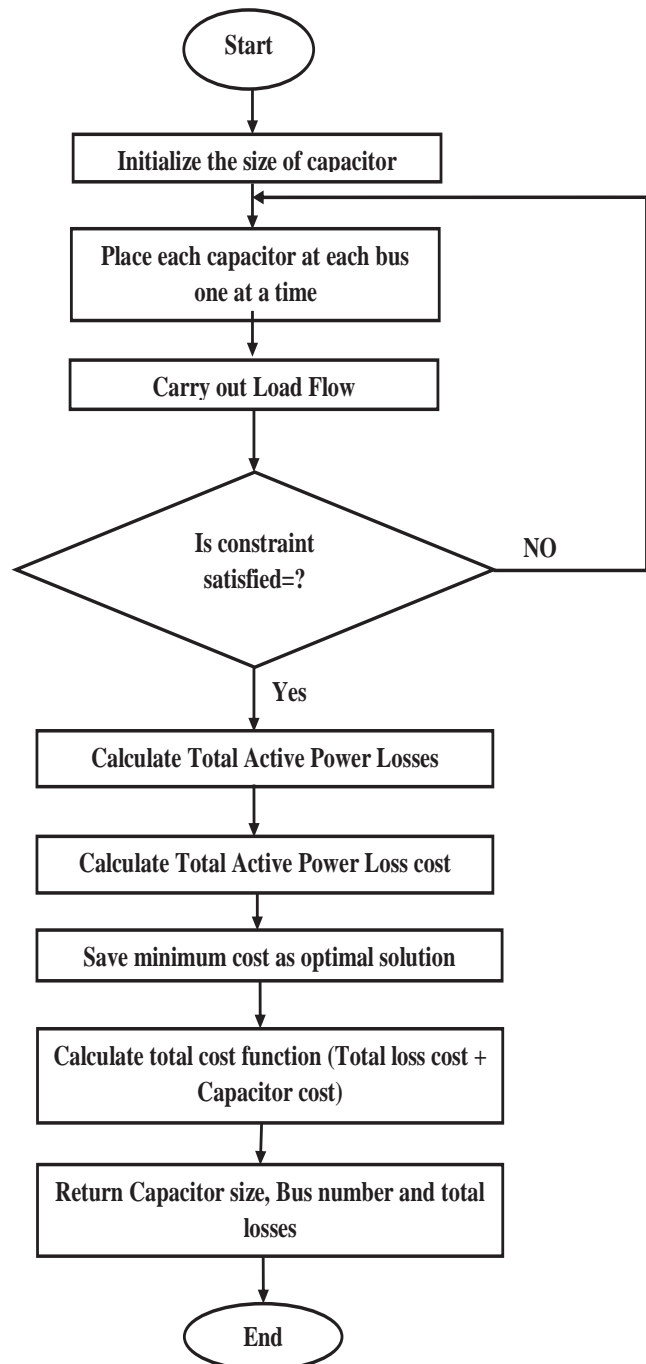 Start
Initialize the size of capacitor
Place each capacitor at each bus
one at a time
Carry out Load Flow
Is constraint
satisfied=?
NO
Yes
Calculate Total Active Power Losses
Calculate Total Active Power Loss cost
Save minimum cost as optimal solution
Calculate total cost function (Total loss cost +
Capacitor cost)
Return Capacitor size, Bus number and total
losses
End